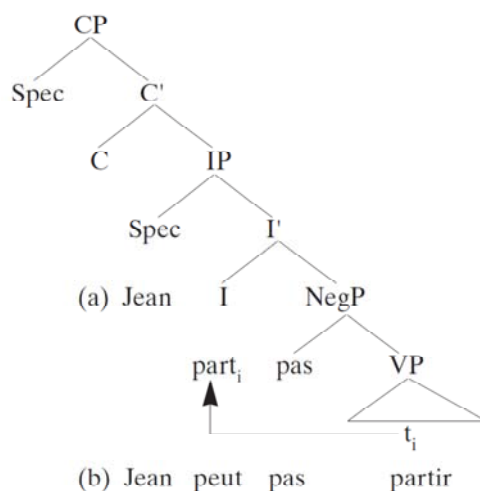 CP
Spec C'
C IP
Spec I'
(a) Jean I NegP
part_i pas VP
t_i
(b) Jean peut pas partir